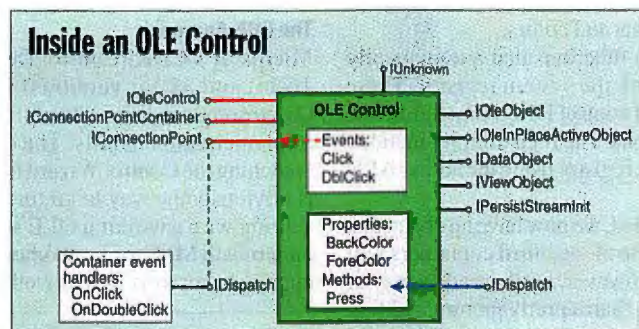 Inside an OLE Control
IUnknown
IOleControl
IConnectionPointContainer
IConnectionPoint
OLE Control
Events:
Click
DblClick
Properties:
BackColor
ForeColor
Methods:
Press
IOleObject
IOleInPlaceActiveObject
IDataObject
IViewObject
IPersistStreamInit
IDispatch
Container event
handlers:
OnClick
OnDoubleClick
IDispatch